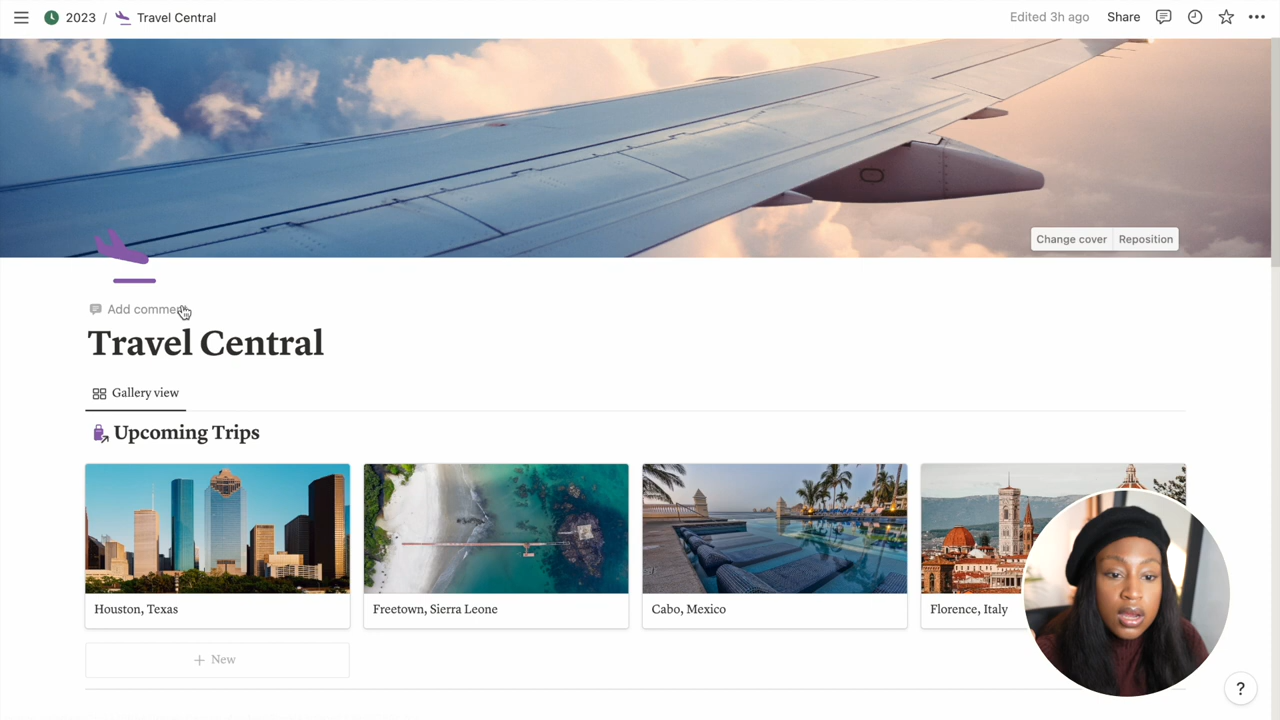 2023 / Travel Central
Edited 3h ago Share
Change cover Reposition
Add comme
Travel Central
Gallery view
Upcoming Trips
Houston, Texas
Freetown, Sierra Leone
Cabo, Mexico
Florence, Italy
+ New
?